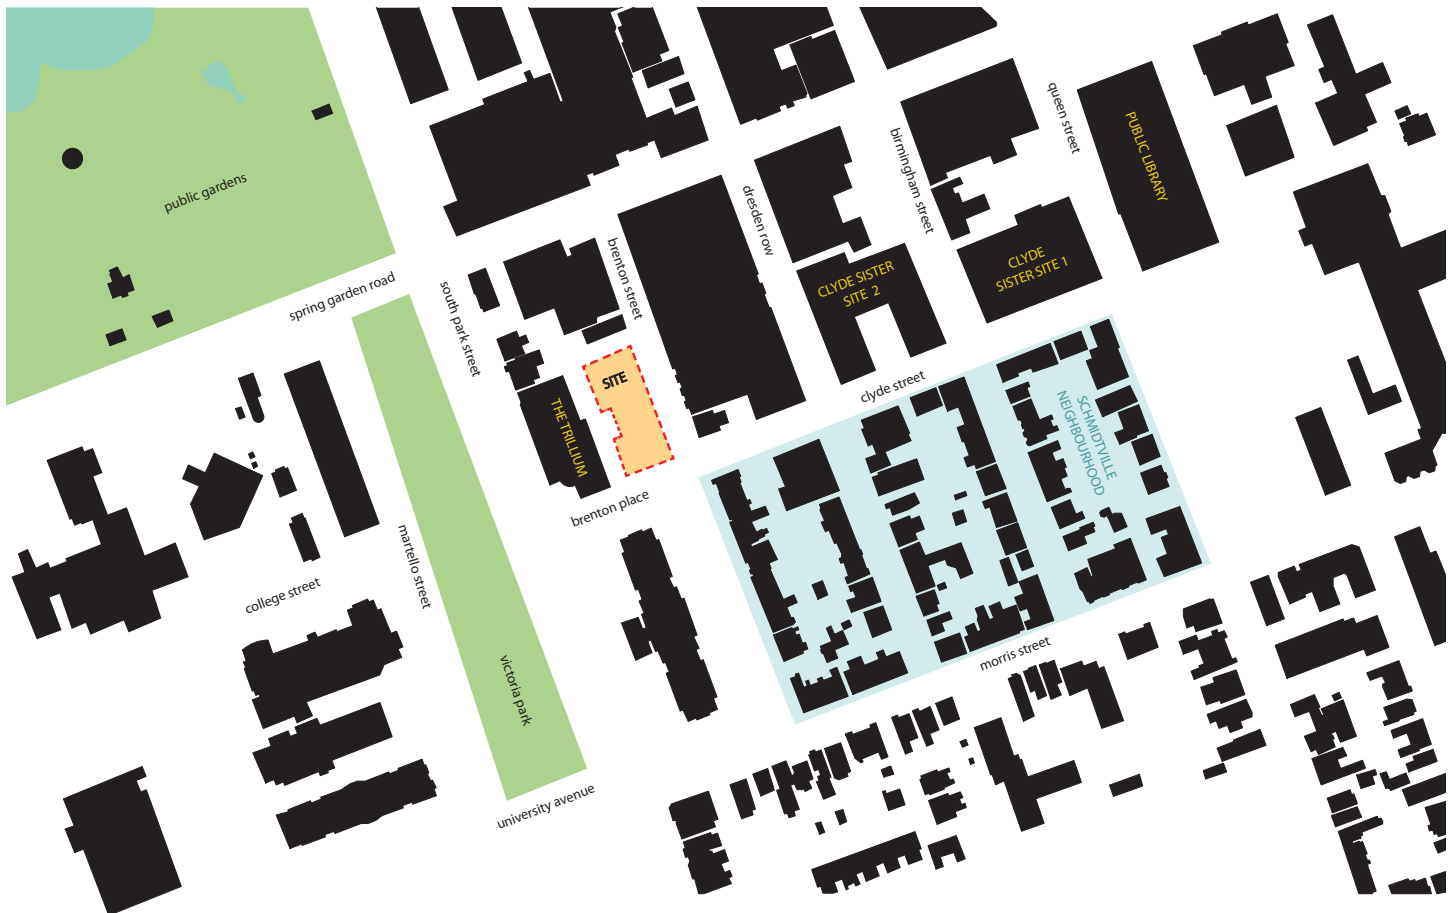 public gardens
spring garden road
south park street
brenton street
dresden row
birmingham street
queen street
PUBLIC LIBRARY
CLYDE
SISTER SITE 1
CLYDE SISTER
SITE 2
SITE
THE TRILLIUM
clyde street
SCHMIDTVILLE
NEIGHBOURHOOD
brenton place
martello street
college street
victoria park
morris street
university avenue